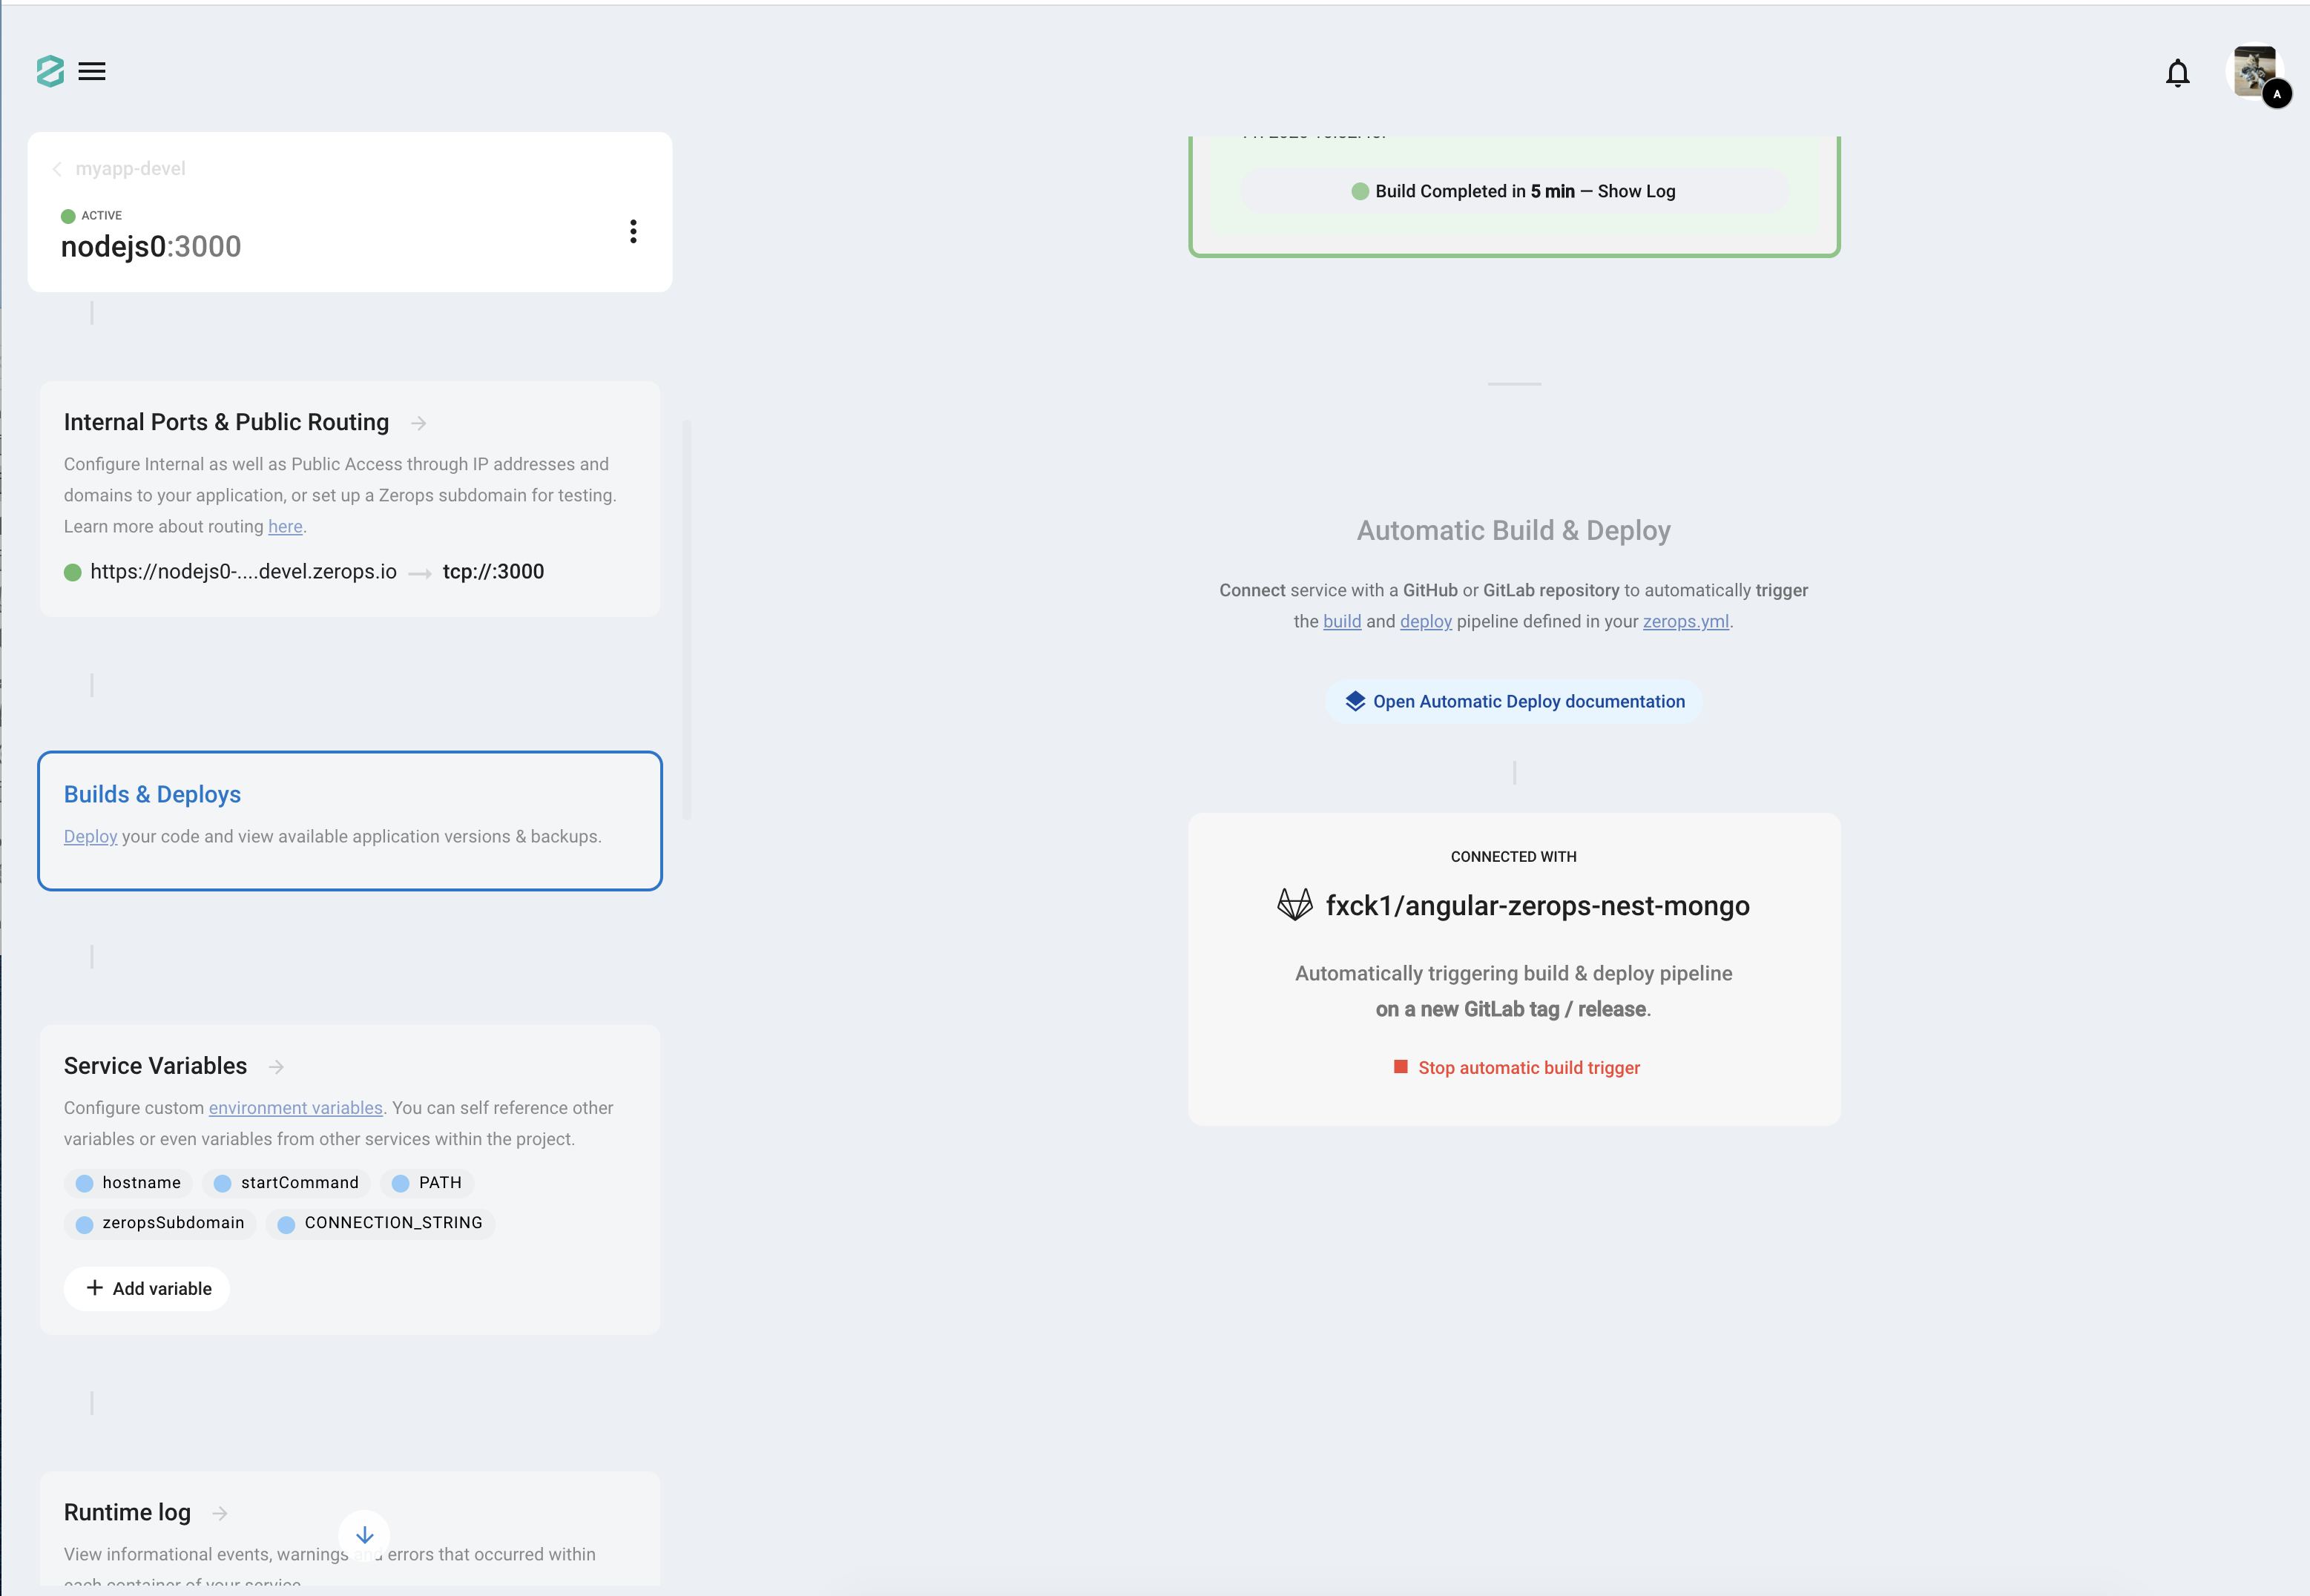 A
myapp-devel
ACTIVE
nodejs0:3000
Internal Ports & Public Routing
Configure Internal as well as Public Access through IP addresses and
domains to your application, or set up a Zerops subdomain for testing.
Learn more about routing here.
https://nodejs0-....devel.zerops.io → tcp://:3000
Builds & Deploys
Deploy your code and view available application versions & backups.
Service Variables
Configure custom environment variables. You can self reference other
variables or even variables from other services within the project.
hostname startCommand PATH
zeropsSubdomain CONNECTION_STRING
+ Add variable
Runtime log
View informational events, warnings and errors that occurred within
each container of your service
Build Completed in 5 min — Show Log
Automatic Build & Deploy
Connect service with a GitHub or GitLab repository to automatically trigger
the build and deploy pipeline defined in your zerops.yml.
Open Automatic Deploy documentation
CONNECTED WITH
fxck1/angular-zerops-nest-mongo
Automatically triggering build & deploy pipeline
on a new GitLab tag / release.
Stop automatic build trigger